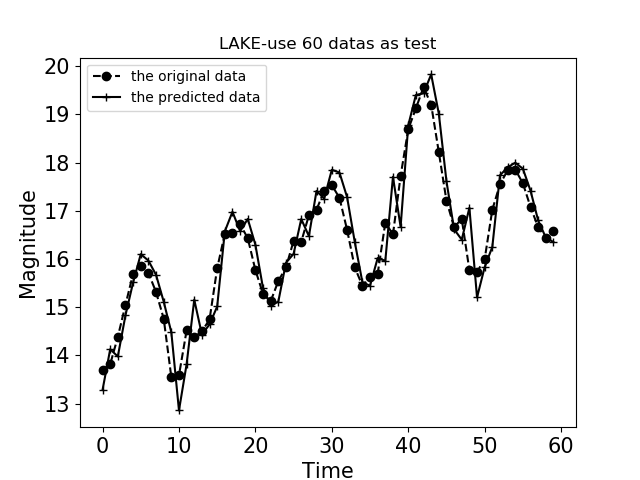 LAKE-use 60 datas as test
the original data
the predicted data
20
19
18
17
16
15
14
13
Magnitude
0 10 20 30 40 50 60
Time